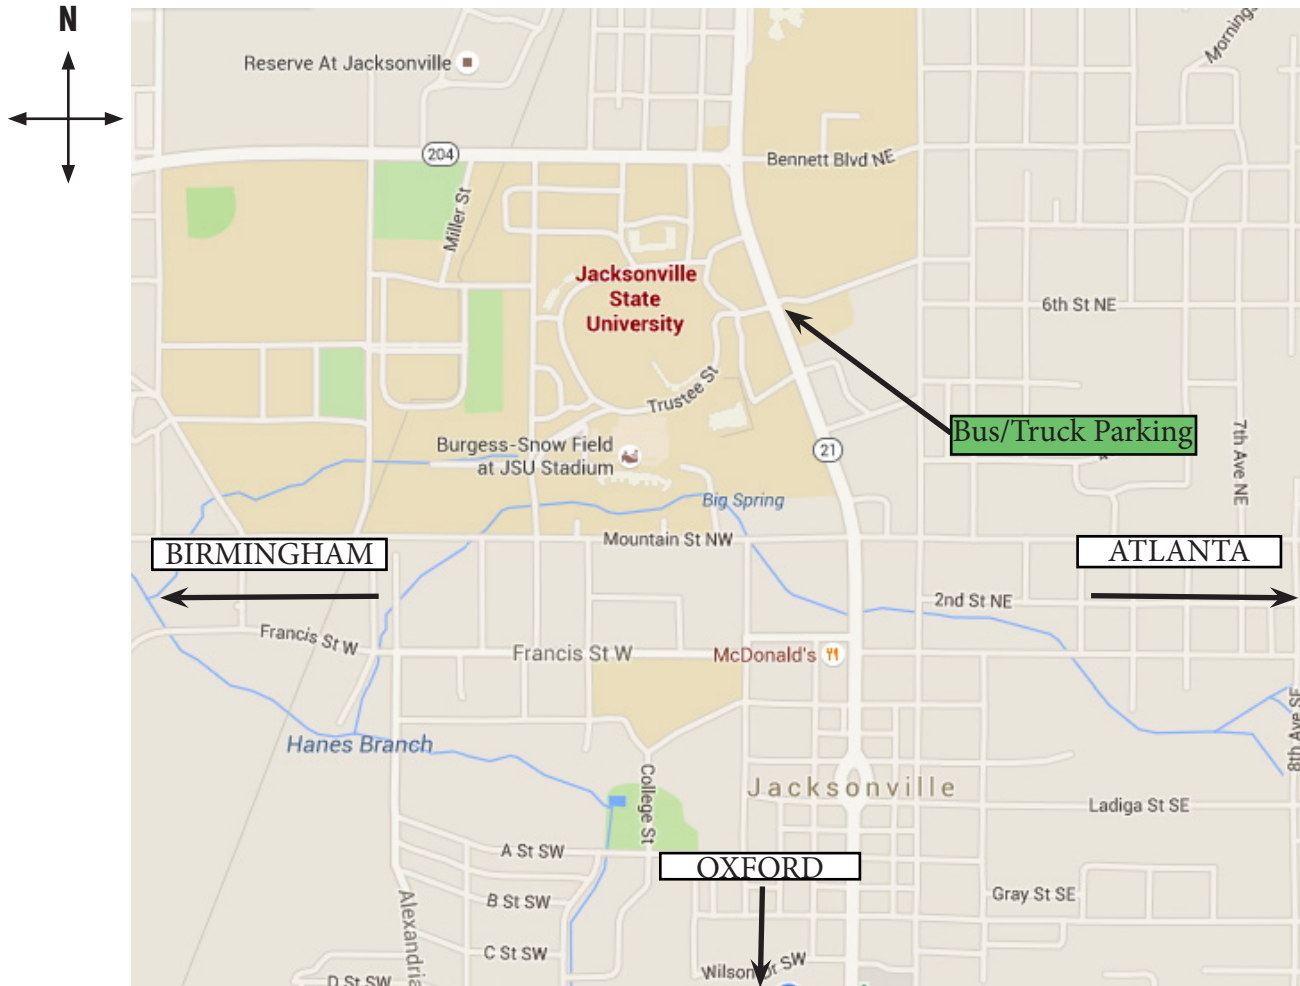 N
Reserve At Jacksonville
204
Bennett Blvd NE
Miller St
Jacksonville
State
University
6th St NE
Trustee St
Bus/Truck Parking
Burgess-Snow Field
at JSU Stadium
21
7th Ave NE
Big Spring
Mountain St NW
BIRMINGHAM
ATLANTA
2nd St NE
Francis St W
Francis St W
McDonald's
8th Ave SE
Hanes Branch
College St
Jacksonville
Ladiga St SE
A St SW
OXFORD
B St SW
Gray St SE
Alexandria
C St SW
Wilson Dr SW
D St SW